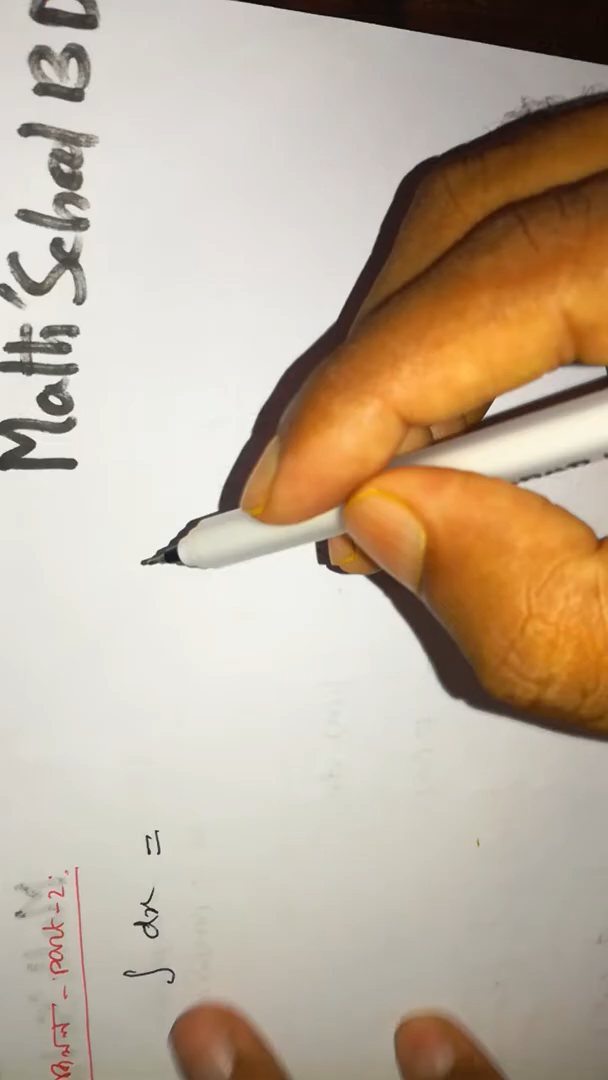 Math School BD
- part - 2:
∫ dx =